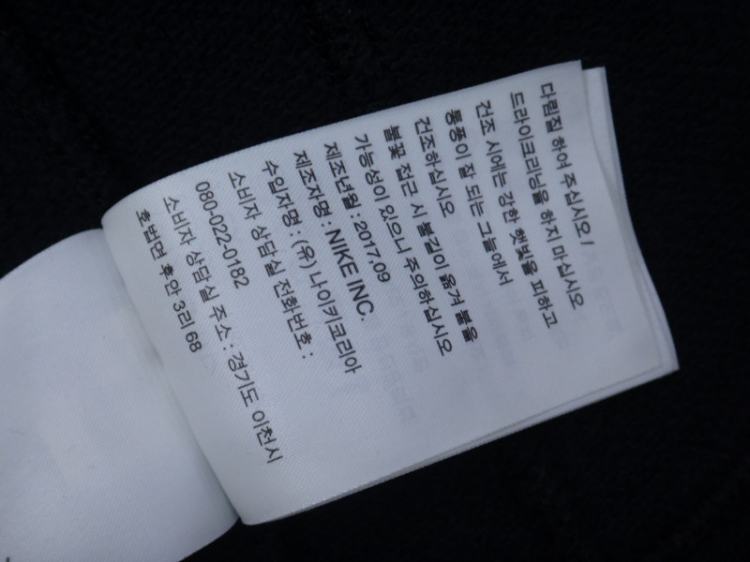 다림질 하여 주십시오 /
드라이크리닝을 하지 마십시오
건조 시에는 강한 햇빛을 피하고
통풍이 잘 되는 그늘에서
건조하십시오
불꽃 접근 시 불길이 옮겨 붙을
가능성이 있으니 주의하십시오
제조년월 : 2017.09
제조자명 : NIKE INC.
수입자명 : (유) 나이키코리아
소비자 상담실 전화번호 :
080-022-0182
소비자 상담실 주소 : 경기도 이천시
호법면 후안 3리 68